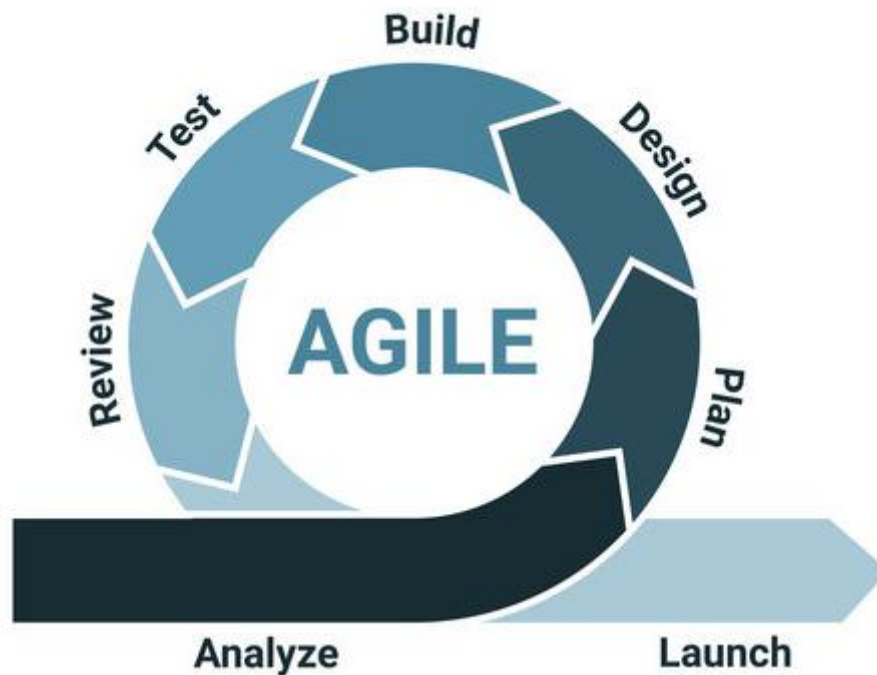 Build
Test
Design
AGILE
Review
Plan
Analyze
Launch